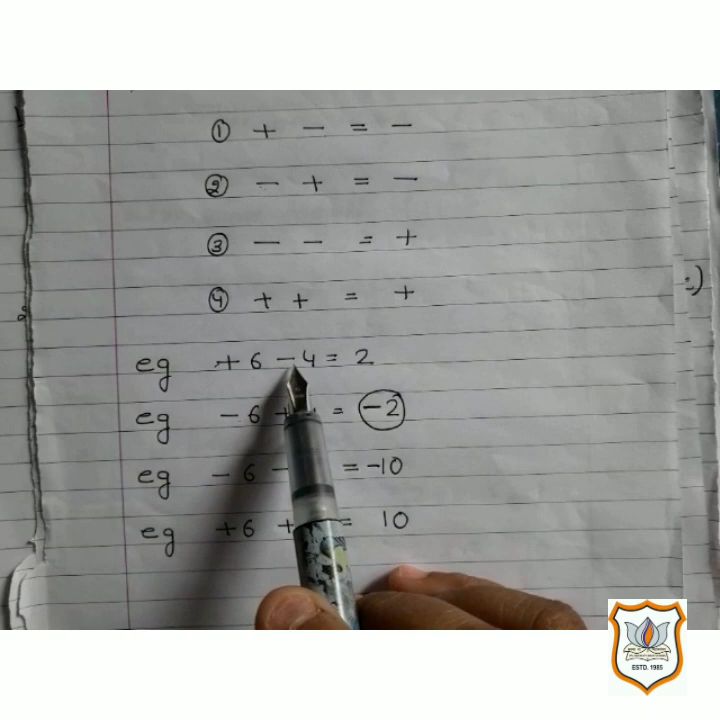 ① + − = −
② − + = −
③ − − = +
④ + + = +
:)
eg +6 −4 = 2
eg −6 + = −2
eg −6 − = −10
eg +6 + = 10
ESTD. 1985